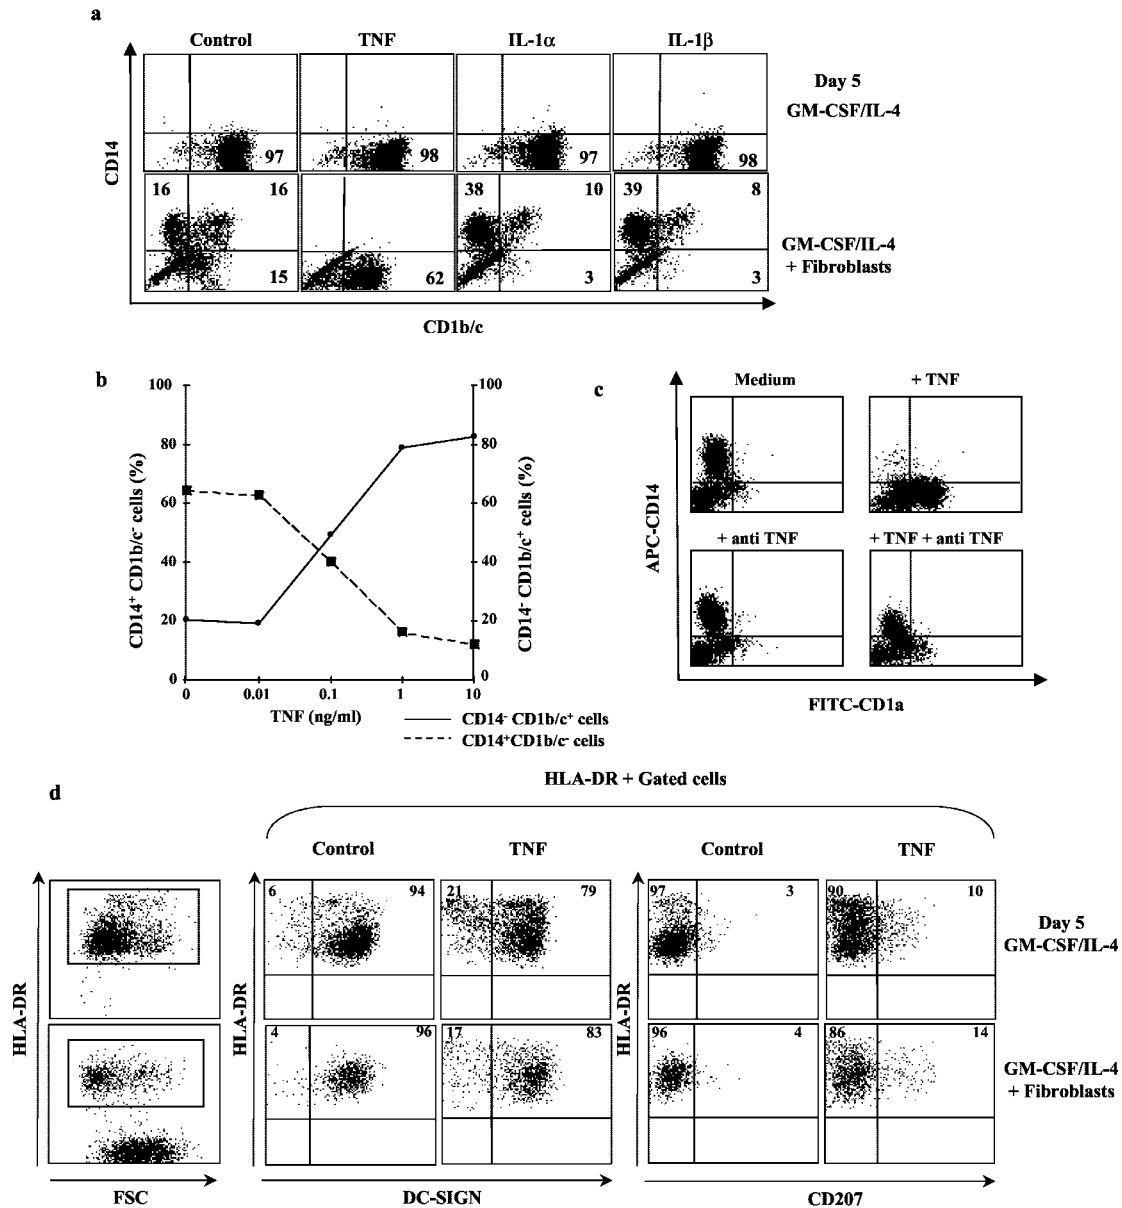 a
Control TNF IL-1α IL-1β
Day 5
GM-CSF/IL-4
97 98 97 98
CD14
16 16 38 10 39 8
GM-CSF/IL-4
+ Fibroblasts
15 62 3 3
CD1b/c
b
100 100
80 80
60 60
40 40
20 20
0 0
CD14⁺ CD1b/c⁻ cells (%)
CD14⁻ CD1b/c⁺ cells (%)
0 0.01 0.1 1 10
TNF (ng/ml)
CD14⁻ CD1b/c⁺ cells
CD14⁺CD1b/c⁻ cells
c
Medium + TNF
+ anti TNF + TNF + anti TNF
APC-CD14
FITC-CD1a
d
HLA-DR + Gated cells
Control TNF Control TNF
6 94 21 79 97 3 90 10
Day 5
GM-CSF/IL-4
HLA-DR HLA-DR HLA-DR
4 96 17 83 96 4 86 14
GM-CSF/IL-4
+ Fibroblasts
FSC DC-SIGN CD207